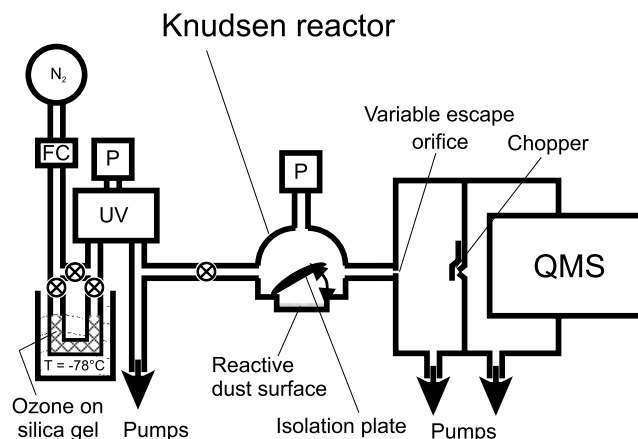 Knudsen reactor
N₂
Variable escape
orifice
Chopper
FC
P
P
UV
QMS
T = -78°C
Reactive
dust surface
Ozone on
silica gel
Pumps
Isolation plate
Pumps